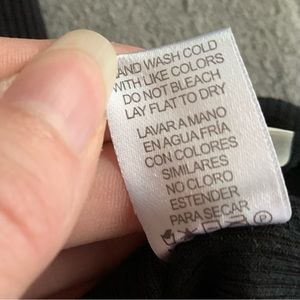 AND WASH COLD
WITH LIKE COLORS
DO NOT BLEACH
LAY FLAT TO DRY
LAVAR A MANO
EN AGUA FRÍA
CON COLORES
SIMILARES
NO CLORO
ESTENDER
PARA SECAR